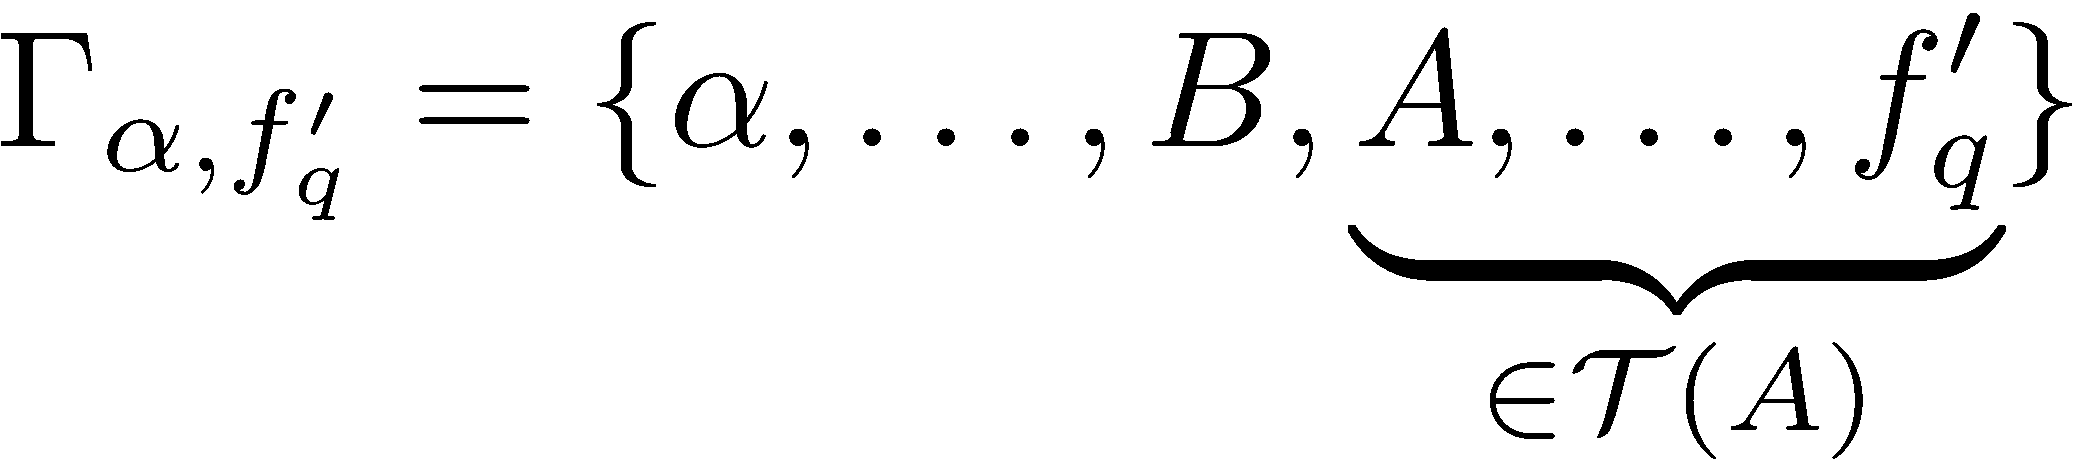 Γ_{α,f′_q} = {α, . . . , B, A, . . . , f′_q}
∈𝒯(A)